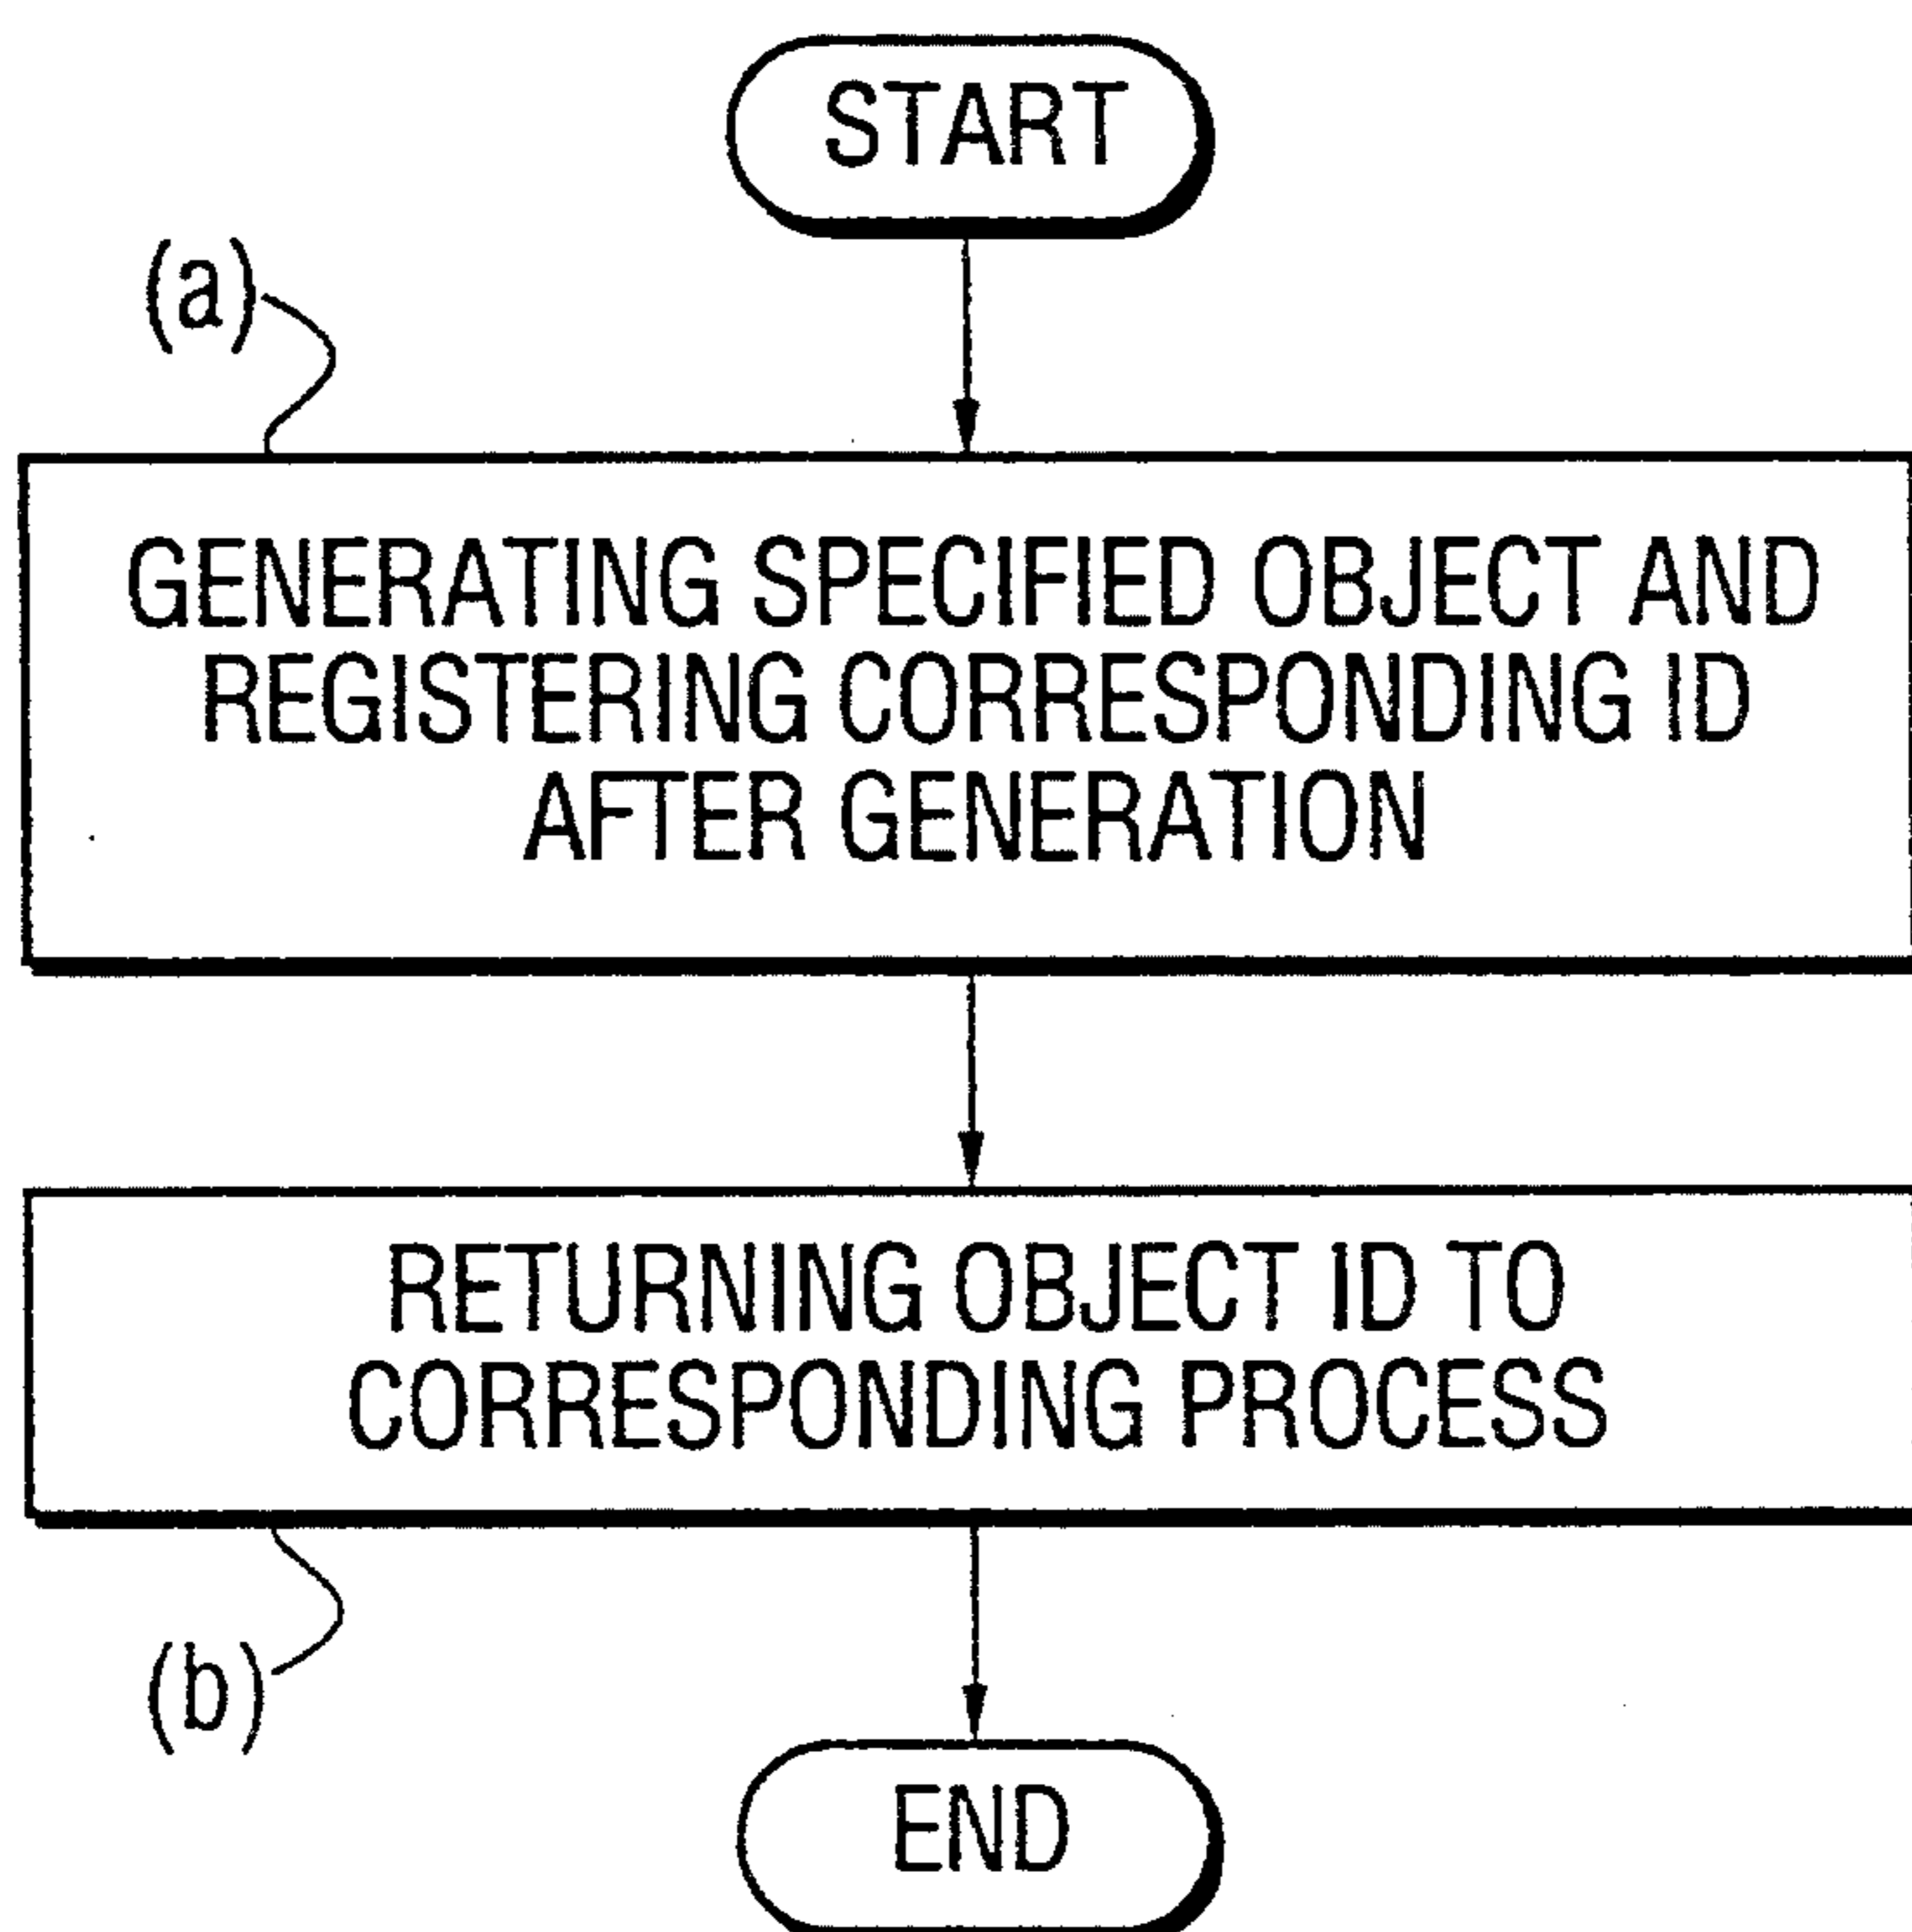 START
(a)
GENERATING SPECIFIED OBJECT AND
REGISTERING CORRESPONDING ID
AFTER GENERATION
RETURNING OBJECT ID TO
CORRESPONDING PROCESS
(b)
END